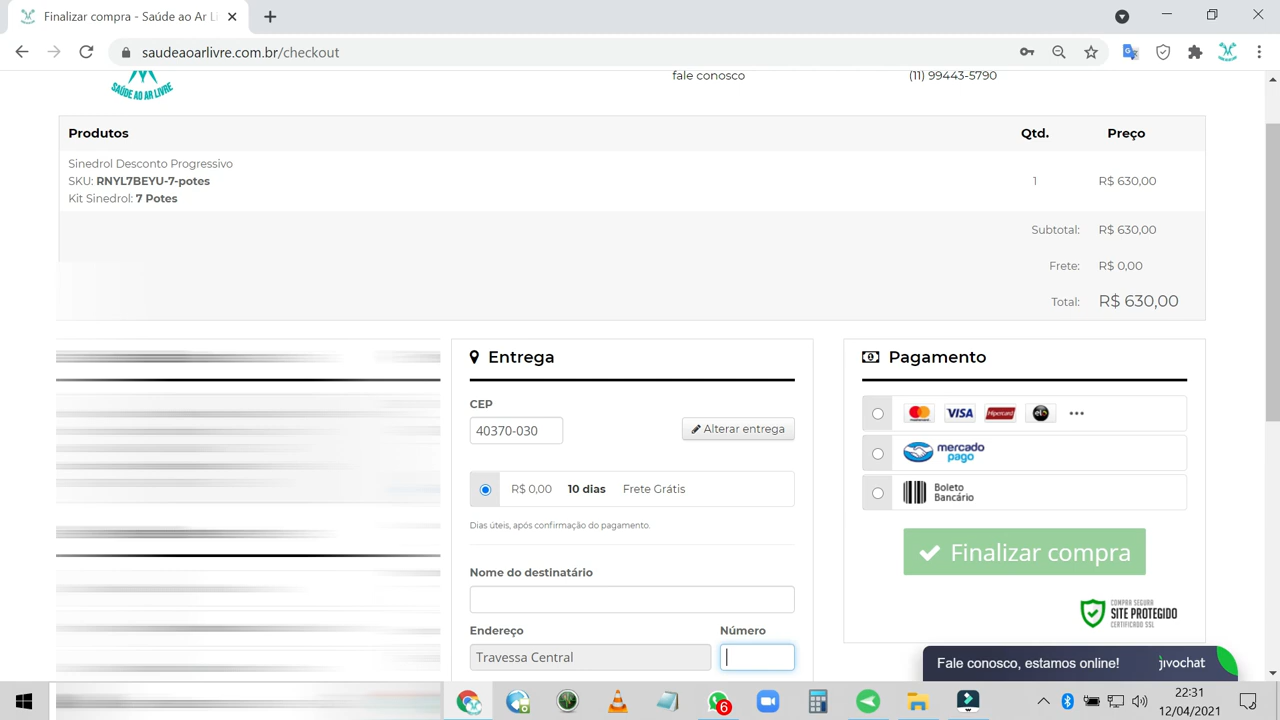 Finalizar compra - Saúde ao Ar Li
saudeaoarlivre.com.br/checkout
SAÚDE AO AR LIVRE
fale conosco
(11) 99443-5790
Produtos Qtd. Preço
Sinedrol Desconto Progressivo
SKU: RNYL7BEYU-7-potes 1 R$ 630,00
Kit Sinedrol: 7 Potes
Subtotal: R$ 630,00
Frete: R$ 0,00
Total: R$ 630,00
Entrega
CEP
40370-030
Alterar entrega
R$ 0,00 10 dias Frete Grátis
Dias úteis, após confirmação do pagamento.
Nome do destinatário
Endereço Número
Travessa Central
Pagamento
VISA Hipercard elo
mercado
pago
Boleto
Bancário
Finalizar compra
COMPRA SEGURA
SITE PROTEGIDO
CERTIFICADO SSL
Fale conosco, estamos online! jivochat
6
22:31
12/04/2021